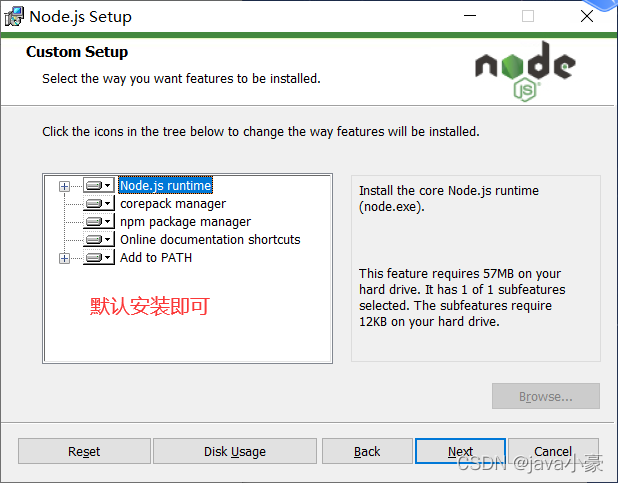 Node.js Setup
Custom Setup
Select the way you want features to be installed.
node
JS
Click the icons in the tree below to change the way features will be installed.
Node.js runtime
corepack manager
npm package manager
Online documentation shortcuts
Add to PATH
默认安装即可
Install the core Node.js runtime
(node.exe).
This feature requires 57MB on your
hard drive. It has 1 of 1 subfeatures
selected. The subfeatures require
12KB on your hard drive.
Browse...
Reset
Disk Usage
Back
Next
Cancel
CSDN @java小豪